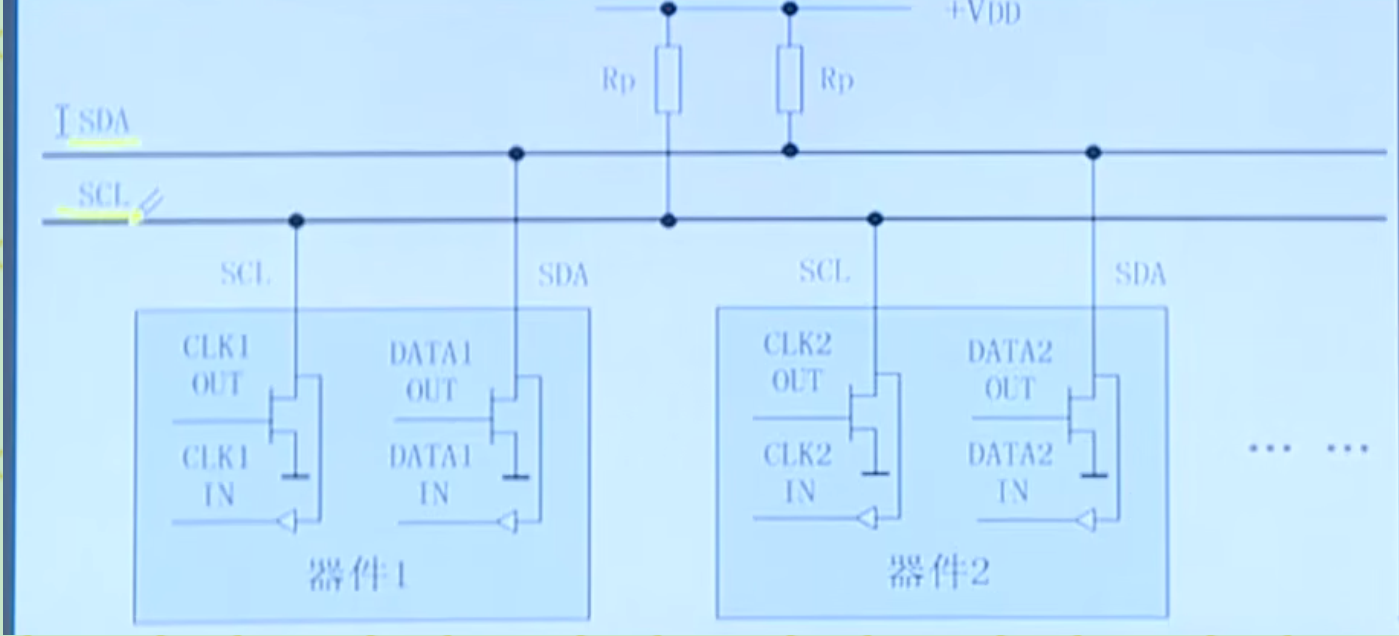 +VDD
Rp
Rp
SDA
SCL
SCL
SDA
SCL
SDA
CLK1
OUT
DATA1
OUT
CLK2
OUT
DATA2
OUT
CLK1
IN
DATA1
IN
CLK2
IN
DATA2
IN
... ...
器件1
器件2